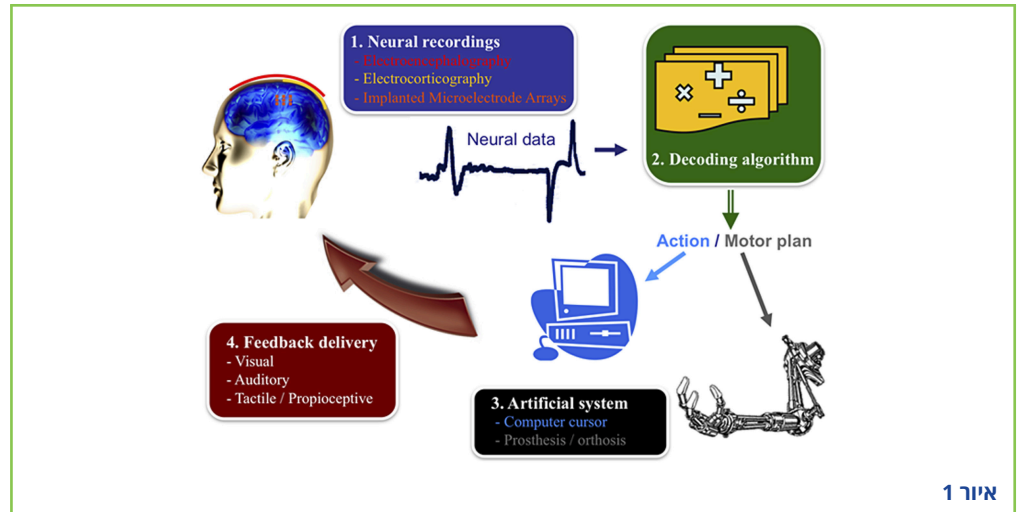 1. Neural recordings
- Electroencephalography
- Electrocorticography
- Implanted Microelectrode Arrays
Neural data
2. Decoding algorithm
Action / Motor plan
4. Feedback delivery
- Visual
- Auditory
- Tactile / Propioceptive
3. Artificial system
- Computer cursor
- Prosthesis / orthosis
איור 1